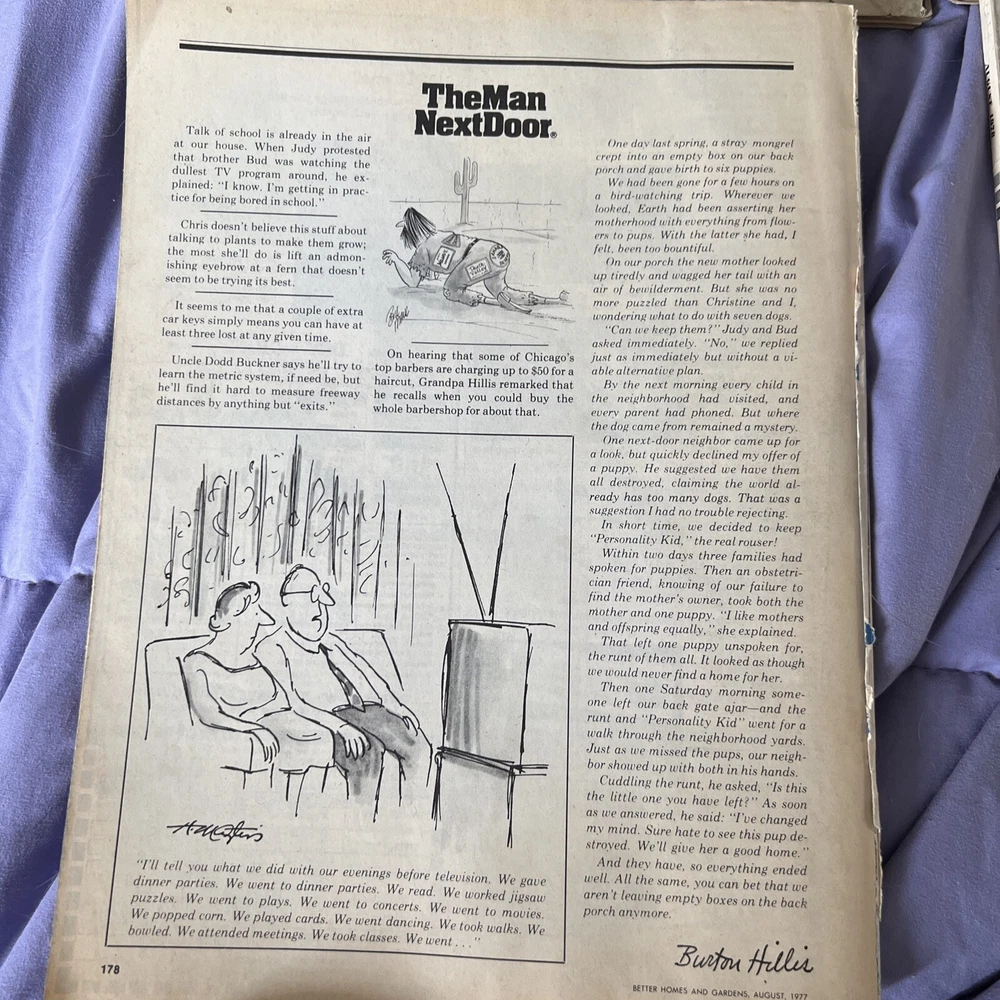 TheMan
NextDoor®
Talk of school is already in the air
at our house. When Judy protested
that brother Bud was watching the
dullest TV program around, he ex-
plained: "I know. I'm getting in prac-
tice for being bored in school."
Chris doesn't believe this stuff about
talking to plants to make them grow;
the most she'll do is lift an admon-
ishing eyebrow at a fern that doesn't
seem to be trying its best.
It seems to me that a couple of extra
car keys simply means you can have at
least three lost at any given time.
Uncle Dodd Buckner says he'll try to
learn the metric system, if need be, but
he'll find it hard to measure freeway
distances by anything but "exits."
On hearing that some of Chicago's
top barbers are charging up to $50 for a
haircut, Grandpa Hillis remarked that
he recalls when you could buy the
whole barbershop for about that.
"I'll tell you what we did with our evenings before television. We gave
dinner parties. We went to dinner parties. We read. We worked jigsaw
puzzles. We went to plays. We went to concerts. We went to movies.
We popped corn. We played cards. We went dancing. We took walks. We
bowled. We attended meetings. We took classes. We went . . ."
One day last spring, a stray mongrel
crept into an empty box on our back
porch and gave birth to six puppies.
We had been gone for a few hours on
a bird-watching trip. Wherever we
looked, Earth had been asserting her
motherhood with everything from flow-
ers to pups. With the latter she had, I
felt, been too bountiful.
On our porch the new mother looked
up tiredly and wagged her tail with an
air of bewilderment. But she was no
more puzzled than Christine and I,
wondering what to do with seven dogs.
"Can we keep them?" Judy and Bud
asked immediately. "No," we replied
just as immediately but without a vi-
able alternative plan.
By the next morning every child in
the neighborhood had visited, and
every parent had phoned. But where
the dog came from remained a mystery.
One next-door neighbor came up for
a look, but quickly declined my offer of
a puppy. He suggested we have them
all destroyed, claiming the world al-
ready has too many dogs. That was a
suggestion I had no trouble rejecting.
In short time, we decided to keep
"Personality Kid," the real rouser!
Within two days three families had
spoken for puppies. Then an obstetri-
cian friend, knowing of our failure to
find the mother's owner, took both the
mother and one puppy. "I like mothers
and offspring equally," she explained.
That left one puppy unspoken for,
the runt of them all. It looked as though
we would never find a home for her.
Then one Saturday morning some-
one left our back gate ajar—and the
runt and "Personality Kid" went for a
walk through the neighborhood yards.
Just as we missed the pups, our neigh-
bor showed up with both in his hands.
Cuddling the runt, he asked, "Is this
the little one you have left?" As soon
as we answered, he said: "I've changed
my mind. Sure hate to see this pup de-
stroyed. We'll give her a good home."
And they have, so everything ended
well. All the same, you can bet that we
aren't leaving empty boxes on the back
porch anymore.
Burton Hillis
178
BETTER HOMES AND GARDENS, AUGUST, 1977